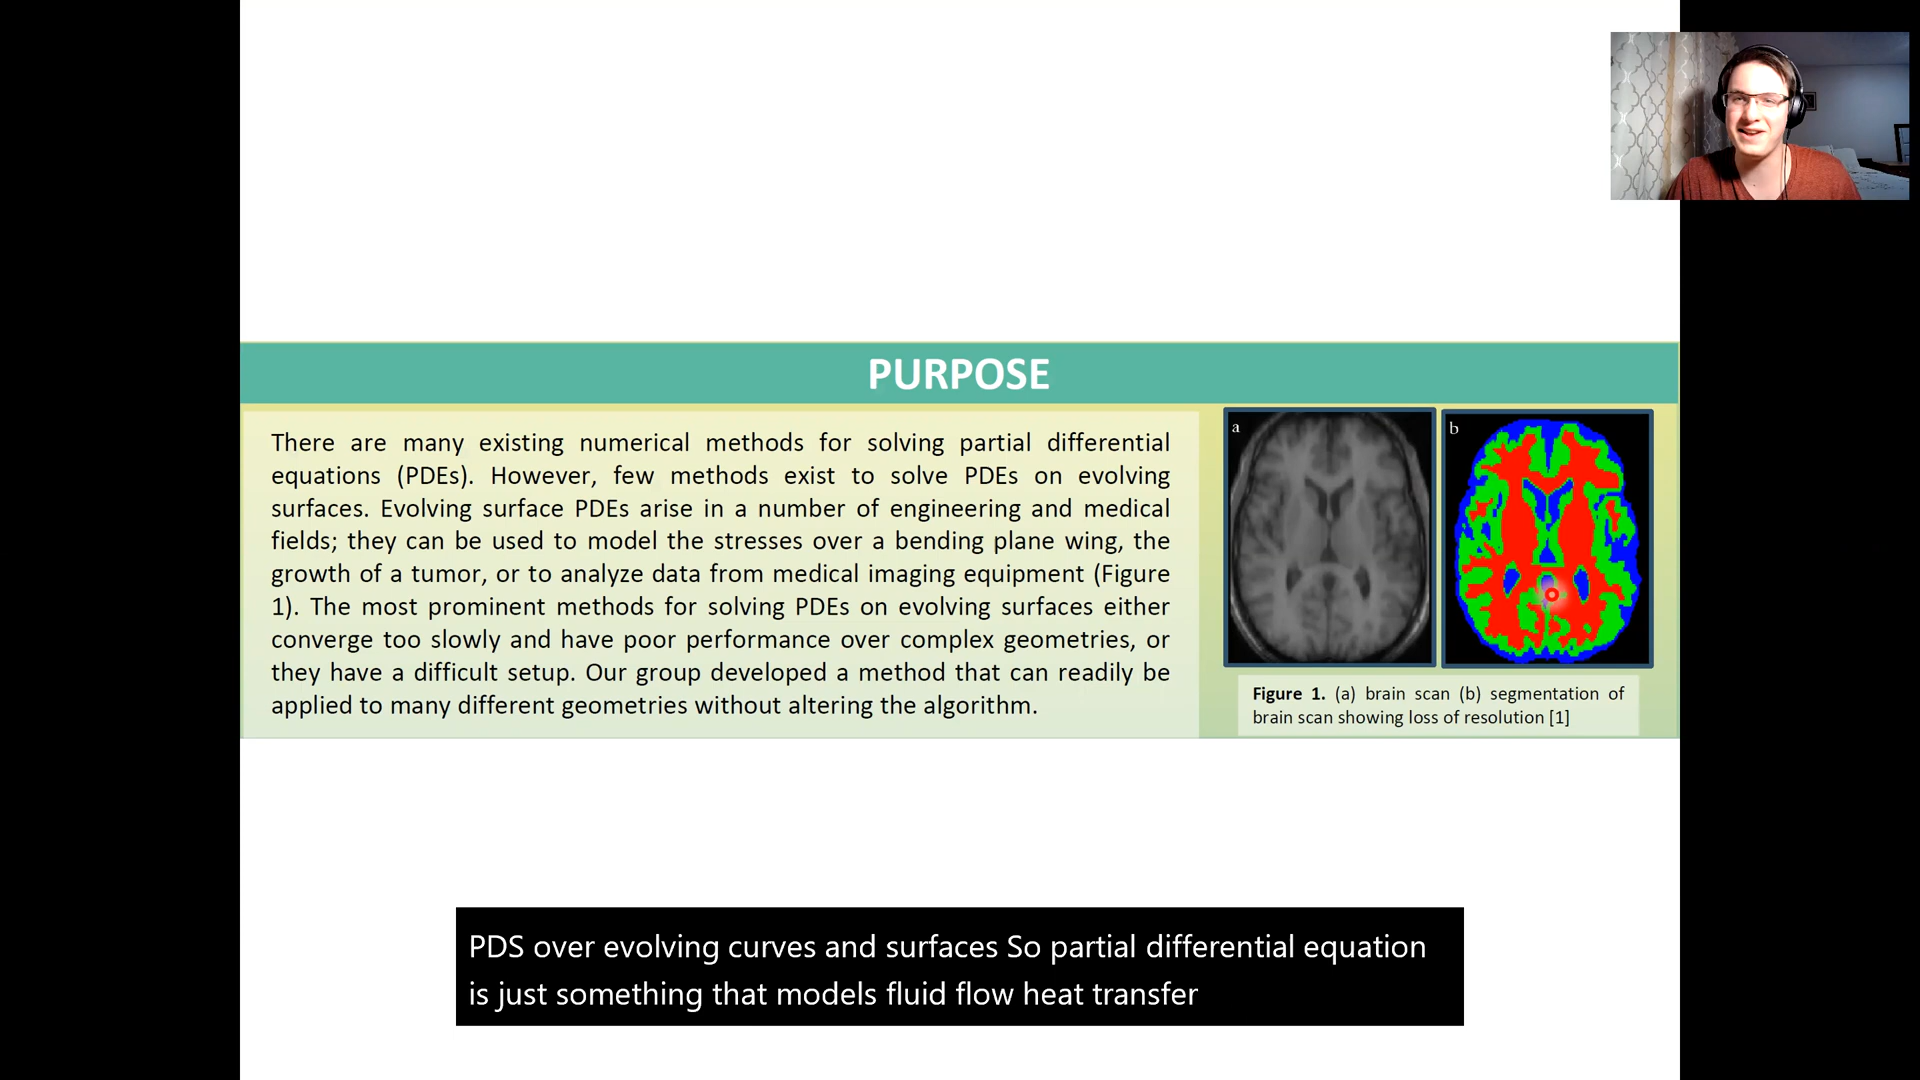 PURPOSE
There are many existing numerical methods for solving partial differential
equations (PDEs). However, few methods exist to solve PDEs on evolving
surfaces. Evolving surface PDEs arise in a number of engineering and medical
fields; they can be used to model the stresses over a bending plane wing, the
growth of a tumor, or to analyze data from medical imaging equipment (Figure
1). The most prominent methods for solving PDEs on evolving surfaces either
converge too slowly and have poor performance over complex geometries, or
they have a difficult setup. Our group developed a method that can readily be
applied to many different geometries without altering the algorithm.
a
b
Figure 1. (a) brain scan (b) segmentation of
brain scan showing loss of resolution [1]
PDS over evolving curves and surfaces So partial differential equation
is just something that models fluid flow heat transfer